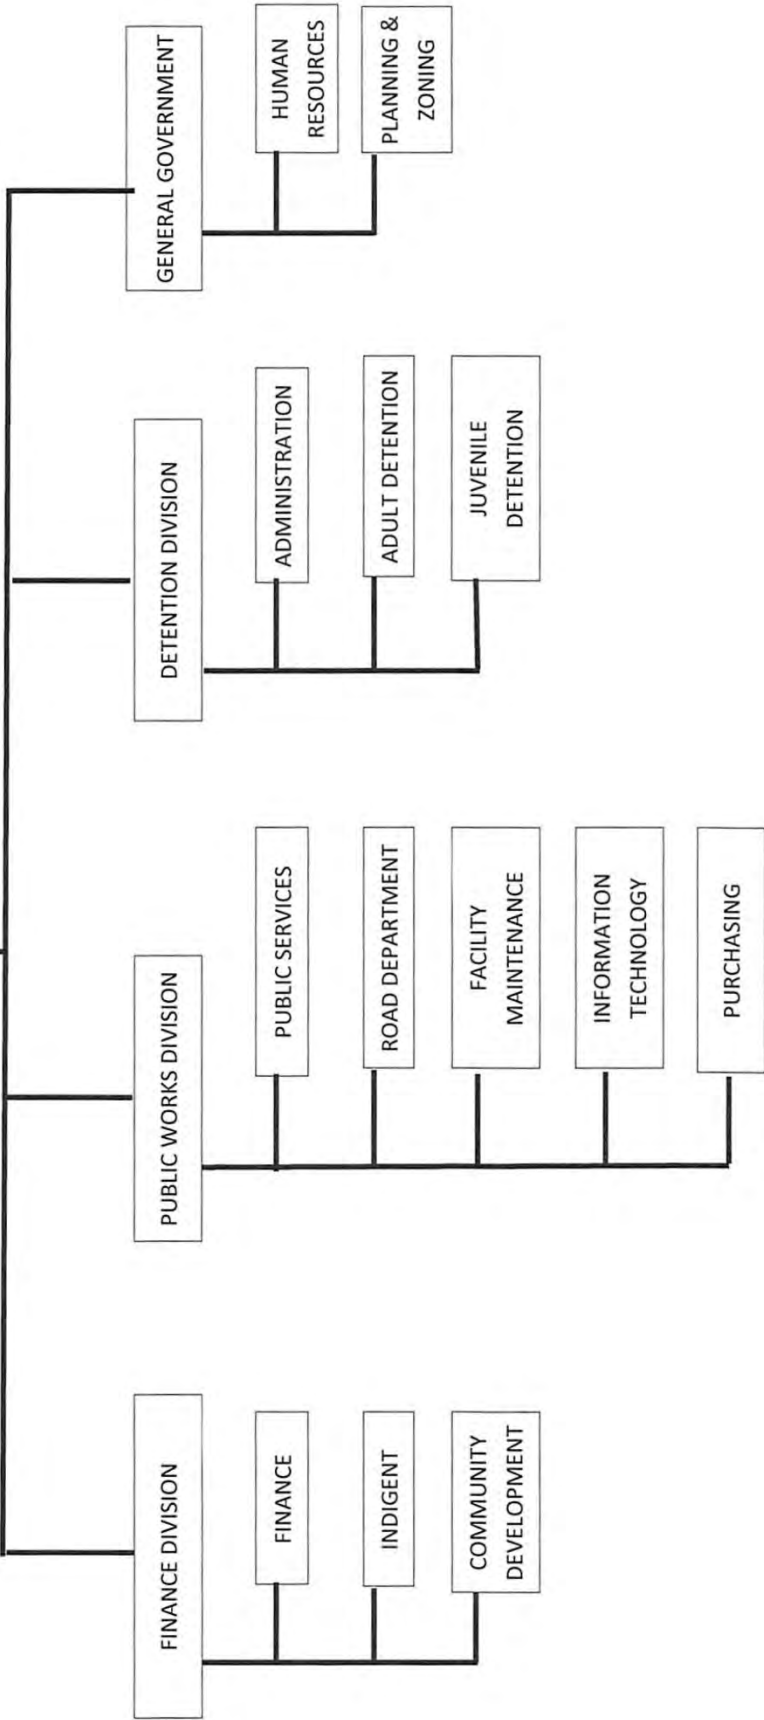 FINANCE DIVISION
FINANCE
INDIGENT
COMMUNITY
DEVELOPMENT
PUBLIC WORKS DIVISION
PUBLIC SERVICES
ROAD DEPARTMENT
FACILITY
MAINTENANCE
INFORMATION
TECHNOLOGY
PURCHASING
DETENTION DIVISION
ADMINISTRATION
ADULT DETENTION
JUVENILE
DETENTION
GENERAL GOVERNMENT
HUMAN
RESOURCES
PLANNING &
ZONING